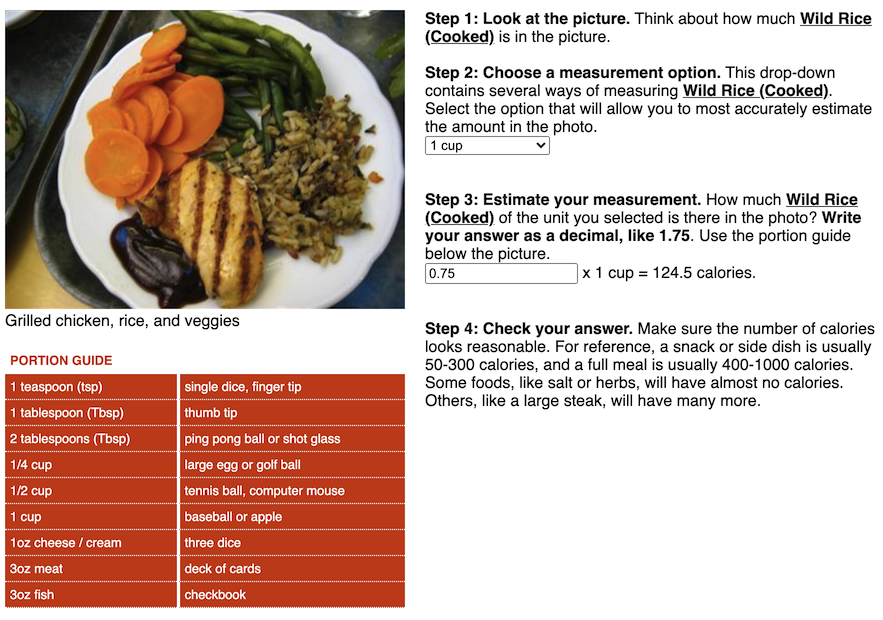 Grilled chicken, rice, and veggies
PORTION GUIDE
1 teaspoon (tsp) single dice, finger tip
1 tablespoon (Tbsp) thumb tip
2 tablespoons (Tbsp) ping pong ball or shot glass
1/4 cup large egg or golf ball
1/2 cup tennis ball, computer mouse
1 cup baseball or apple
1oz cheese / cream three dice
3oz meat deck of cards
3oz fish checkbook
Step 1: Look at the picture. Think about how much Wild Rice
(Cooked) is in the picture.
Step 2: Choose a measurement option. This drop-down
contains several ways of measuring Wild Rice (Cooked).
Select the option that will allow you to most accurately estimate
the amount in the photo.
1 cup
Step 3: Estimate your measurement. How much Wild Rice
(Cooked) of the unit you selected is there in the photo? Write
your answer as a decimal, like 1.75. Use the portion guide
below the picture.
0.75 x 1 cup = 124.5 calories.
Step 4: Check your answer. Make sure the number of calories
looks reasonable. For reference, a snack or side dish is usually
50-300 calories, and a full meal is usually 400-1000 calories.
Some foods, like salt or herbs, will have almost no calories.
Others, like a large steak, will have many more.